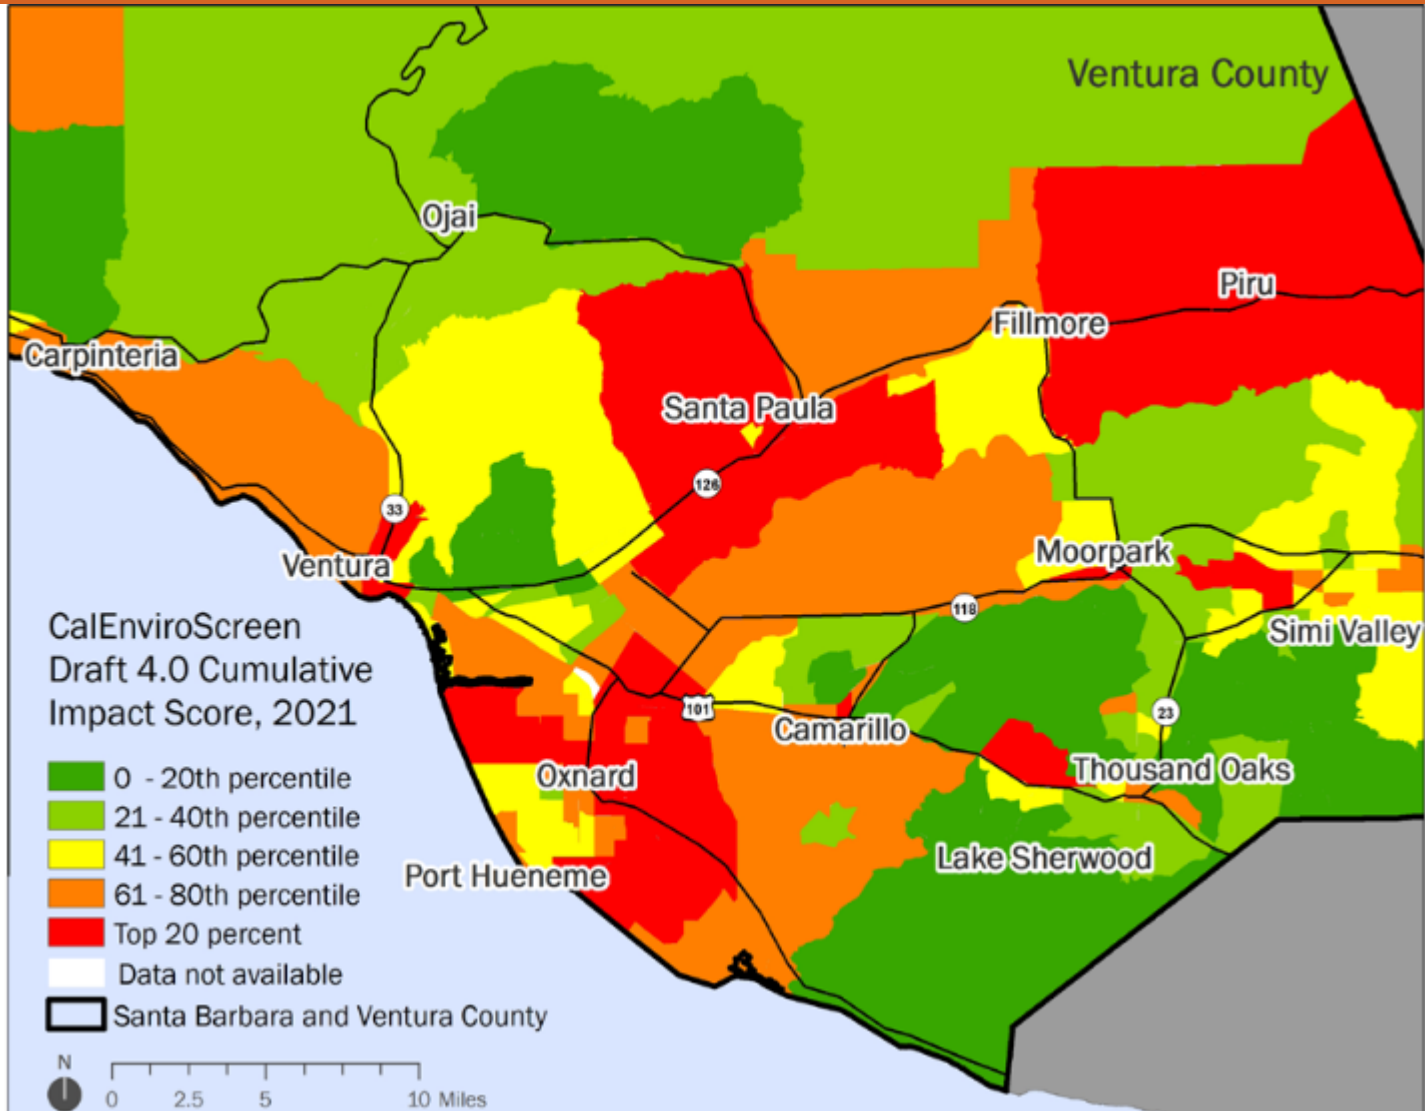 Ventura County
Ojai
Piru
Fillmore
Carpinteria
Santa Paula
126
33
Moorpark
Ventura
118
CalEnviroScreen
Draft 4.0 Cumulative
Impact Score, 2021
Simi Valley
101
23
Camarillo
Oxnard
Thousand Oaks
0 - 20th percentile
21 - 40th percentile
41 - 60th percentile
Lake Sherwood
Port Hueneme
61 - 80th percentile
Top 20 percent
Data not available
Santa Barbara and Ventura County
N
0 2.5 5 10 Miles